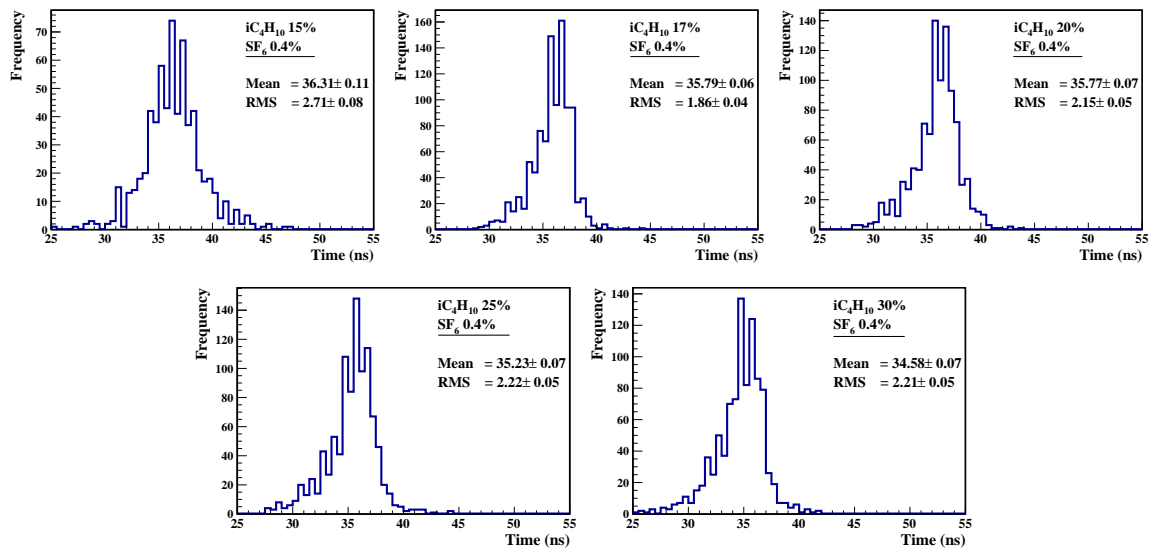 Frequency
iC₄H₁₀ 15%
SF₆ 0.4%
Mean = 36.31± 0.11
RMS = 2.71± 0.08
70
60
50
40
30
20
10
0
25 30 35 40 45 50 55
Time (ns)
Frequency
iC₄H₁₀ 17%
SF₆ 0.4%
Mean = 35.79± 0.06
RMS = 1.86± 0.04
160
140
120
100
80
60
40
20
0
25 30 35 40 45 50 55
Time (ns)
Frequency
iC₄H₁₀ 20%
SF₆ 0.4%
Mean = 35.77± 0.07
RMS = 2.15± 0.05
140
120
100
80
60
40
20
0
25 30 35 40 45 50 55
Time (ns)
Frequency
iC₄H₁₀ 25%
SF₆ 0.4%
Mean = 35.23± 0.07
RMS = 2.22± 0.05
140
120
100
80
60
40
20
0
25 30 35 40 45 50 55
Time (ns)
Frequency
iC₄H₁₀ 30%
SF₆ 0.4%
Mean = 34.58± 0.07
RMS = 2.21± 0.05
140
120
100
80
60
40
20
0
25 30 35 40 45 50 55
Time (ns)